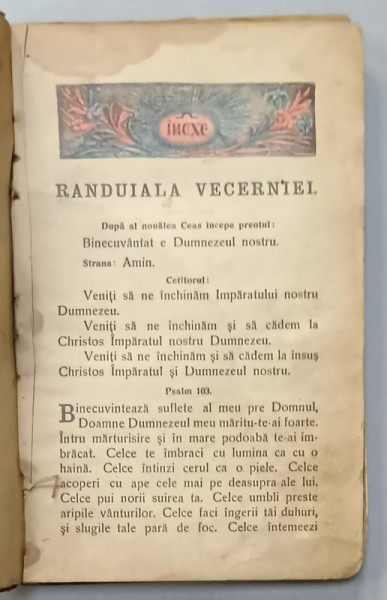 ІНСХС
RANDUIALA VECERNIEI.
După al nouălea Ceas începe preotul:
Binecuvântat e Dumnezeul nostru.
Strana: Amin.
Cetitorul:
Veniţi să ne închinăm Impăratului nostru
Dumnezeu.
Veniţi să ne închinăm şi să cădem la
Christos Împăratul nostru Dumnezeu.
Veniţi să ne închinăm şi să cădem la însuş
Christos Împăratul şi Dumnezeul nostru.
Psalm 103.
Binecuvintează suflete al meu pre Domnul,
Doamne Dumnezeul meu măritu-te-ai foarte.
Intru mărturisire şi în mare podoabă te-ai îm-
brăcat. Celce te îmbraci cu lumina ca cu o
haină. Celce întinzi cerul ca o piele. Celce
acoperi cu ape cele mai pe deasupra ale lui.
Celce pui norii suirea ta. Celce umbli preste
aripile vânturilor. Celce faci îngerii tăi duhuri,
şi slugile tale pară de foc. Celce întemeezi